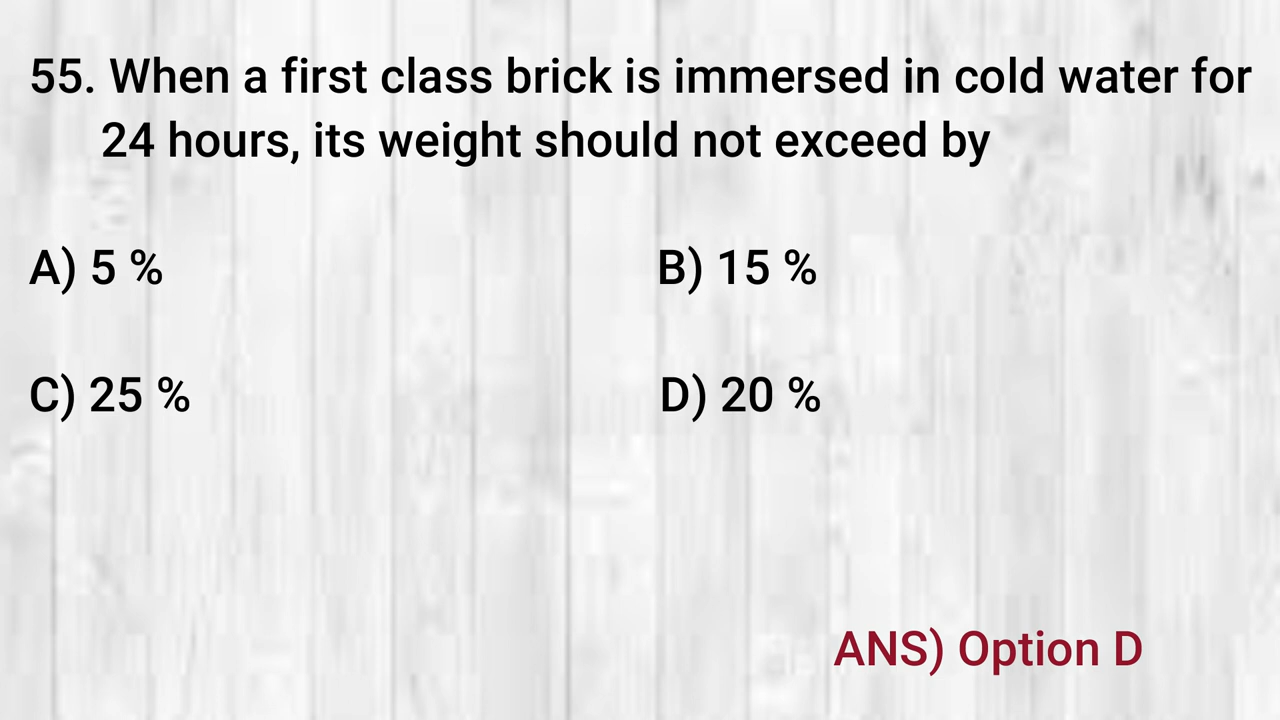 55. When a first class brick is immersed in cold water for
24 hours, its weight should not exceed by
A) 5 % B) 15 %
C) 25 % D) 20 %
ANS) Option D